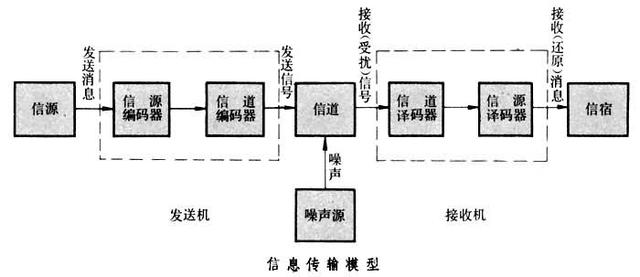 发送消息
发送信号
接收(受扰)信号
接收(还原)消息
信源
信源
编码器
信道
编码器
信道
信道
译码器
信源
译码器
信宿
噪声
噪声源
发送机
接收机
信息传输模型